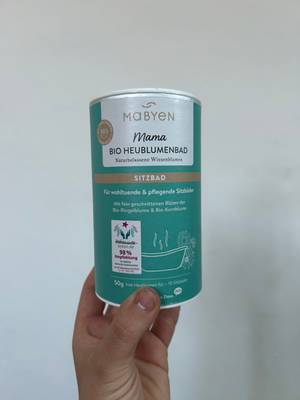 MABYEN
Mama
BIO HEUBLUMENBAD
Naturbelassene Wiesenblumen
SITZBAD
Für wohltuende & pflegende Sitzbäder
Mit fein geschnittenen Blüten der
Bio-Ringelblume & Bio-Kornblume
98 %
Empfehlung
50g